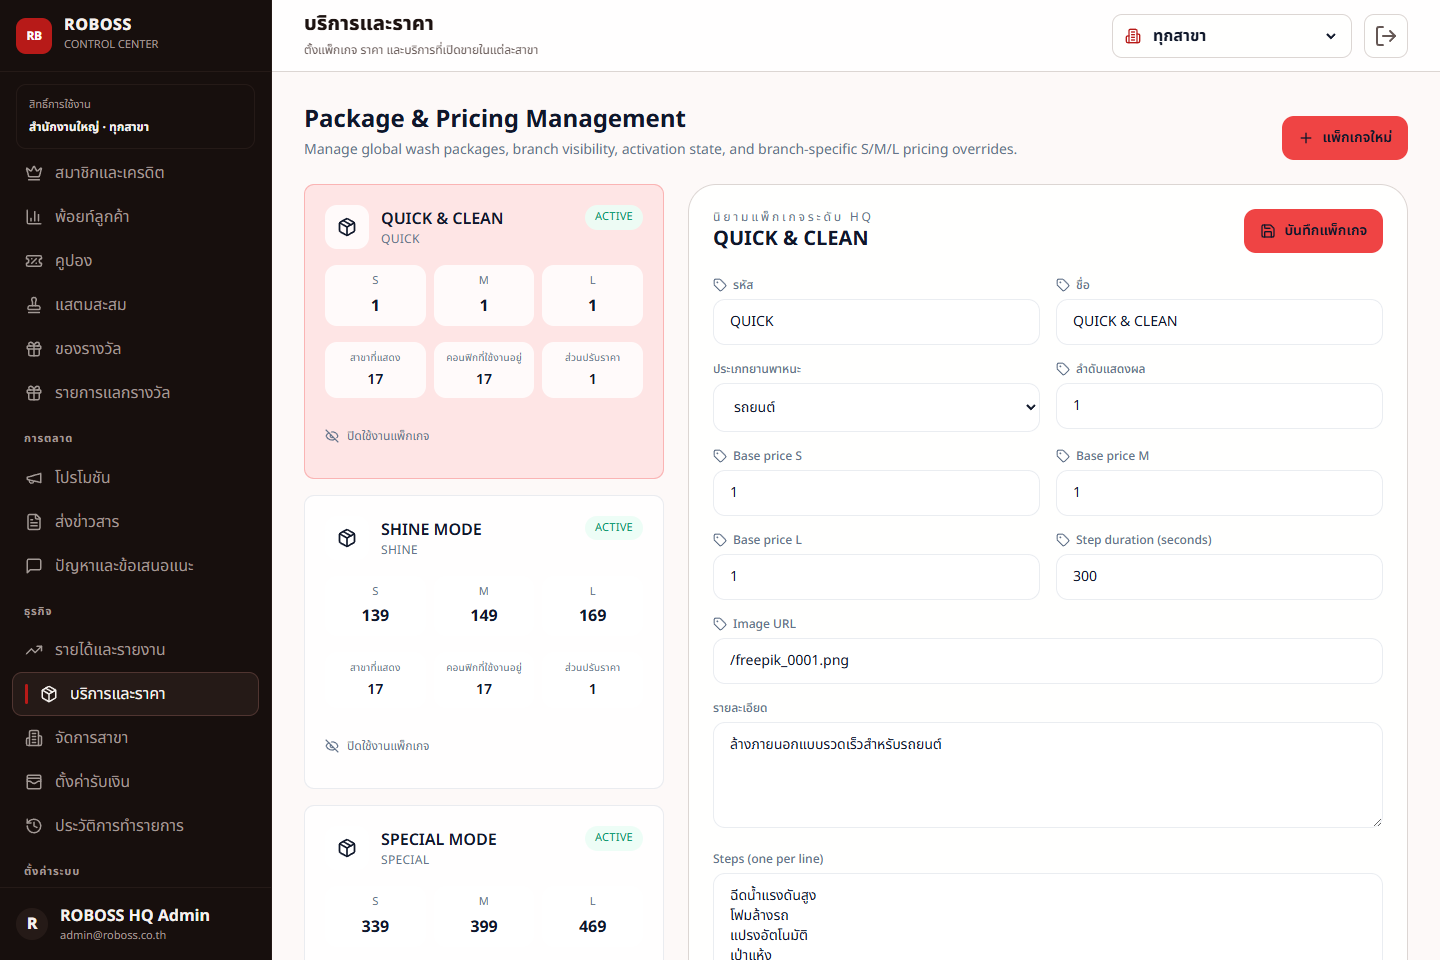 RB
ROBOSS
CONTROL CENTER
สิทธิ์การใช้งาน
สำนักงานใหญ่ · ทุกสาขา
สมาชิกและเครดิต
พ้อยท์ลูกค้า
คูปอง
แสตมสะสม
ของรางวัล
รายการแลกรางวัล
การตลาด
โปรโมชัน
ส่งข่าวสาร
ปัญหาและข้อเสนอแนะ
ธุรกิจ
รายได้และรายงาน
บริการและราคา
จัดการสาขา
ตั้งค่ารับเงิน
ประวัติการทำรายการ
ตั้งค่าระบบ
R
ROBOSS HQ Admin
admin@roboss.co.th
บริการและราคา
ตั้งแพ็กเกจ ราคา และบริการที่เปิดขายในแต่ละสาขา
ทุกสาขา
Package & Pricing Management
Manage global wash packages, branch visibility, activation state, and branch-specific S/M/L pricing overrides.
แพ็กเกจใหม่
QUICK & CLEAN
QUICK
ACTIVE
S M L
1 1 1
สาขาที่แสดง คอนฟิกที่ใช้งานอยู่ ส่วนปรับราคา
17 17 1
ปิดใช้งานแพ็กเกจ
SHINE MODE
SHINE
ACTIVE
S M L
139 149 169
สาขาที่แสดง คอนฟิกที่ใช้งานอยู่ ส่วนปรับราคา
17 17 1
ปิดใช้งานแพ็กเกจ
SPECIAL MODE
SPECIAL
ACTIVE
S M L
339 399 469
นิยามแพ็กเกจระดับ HQ
QUICK & CLEAN
บันทึกแพ็กเกจ
รหัส ชื่อ
QUICK QUICK & CLEAN
ประเภทยานพาหนะ ลำดับแสดงผล
รถยนต์ 1
Base price S Base price M
1 1
Base price L Step duration (seconds)
1 300
Image URL
/freepik_0001.png
รายละเอียด
ล้างภายนอกแบบรวดเร็วสำหรับรถยนต์
Steps (one per line)
ฉีดน้ำแรงดันสูง
โฟมล้างรถ
แปรงอัตโนมัติ
เป่าแห้ง